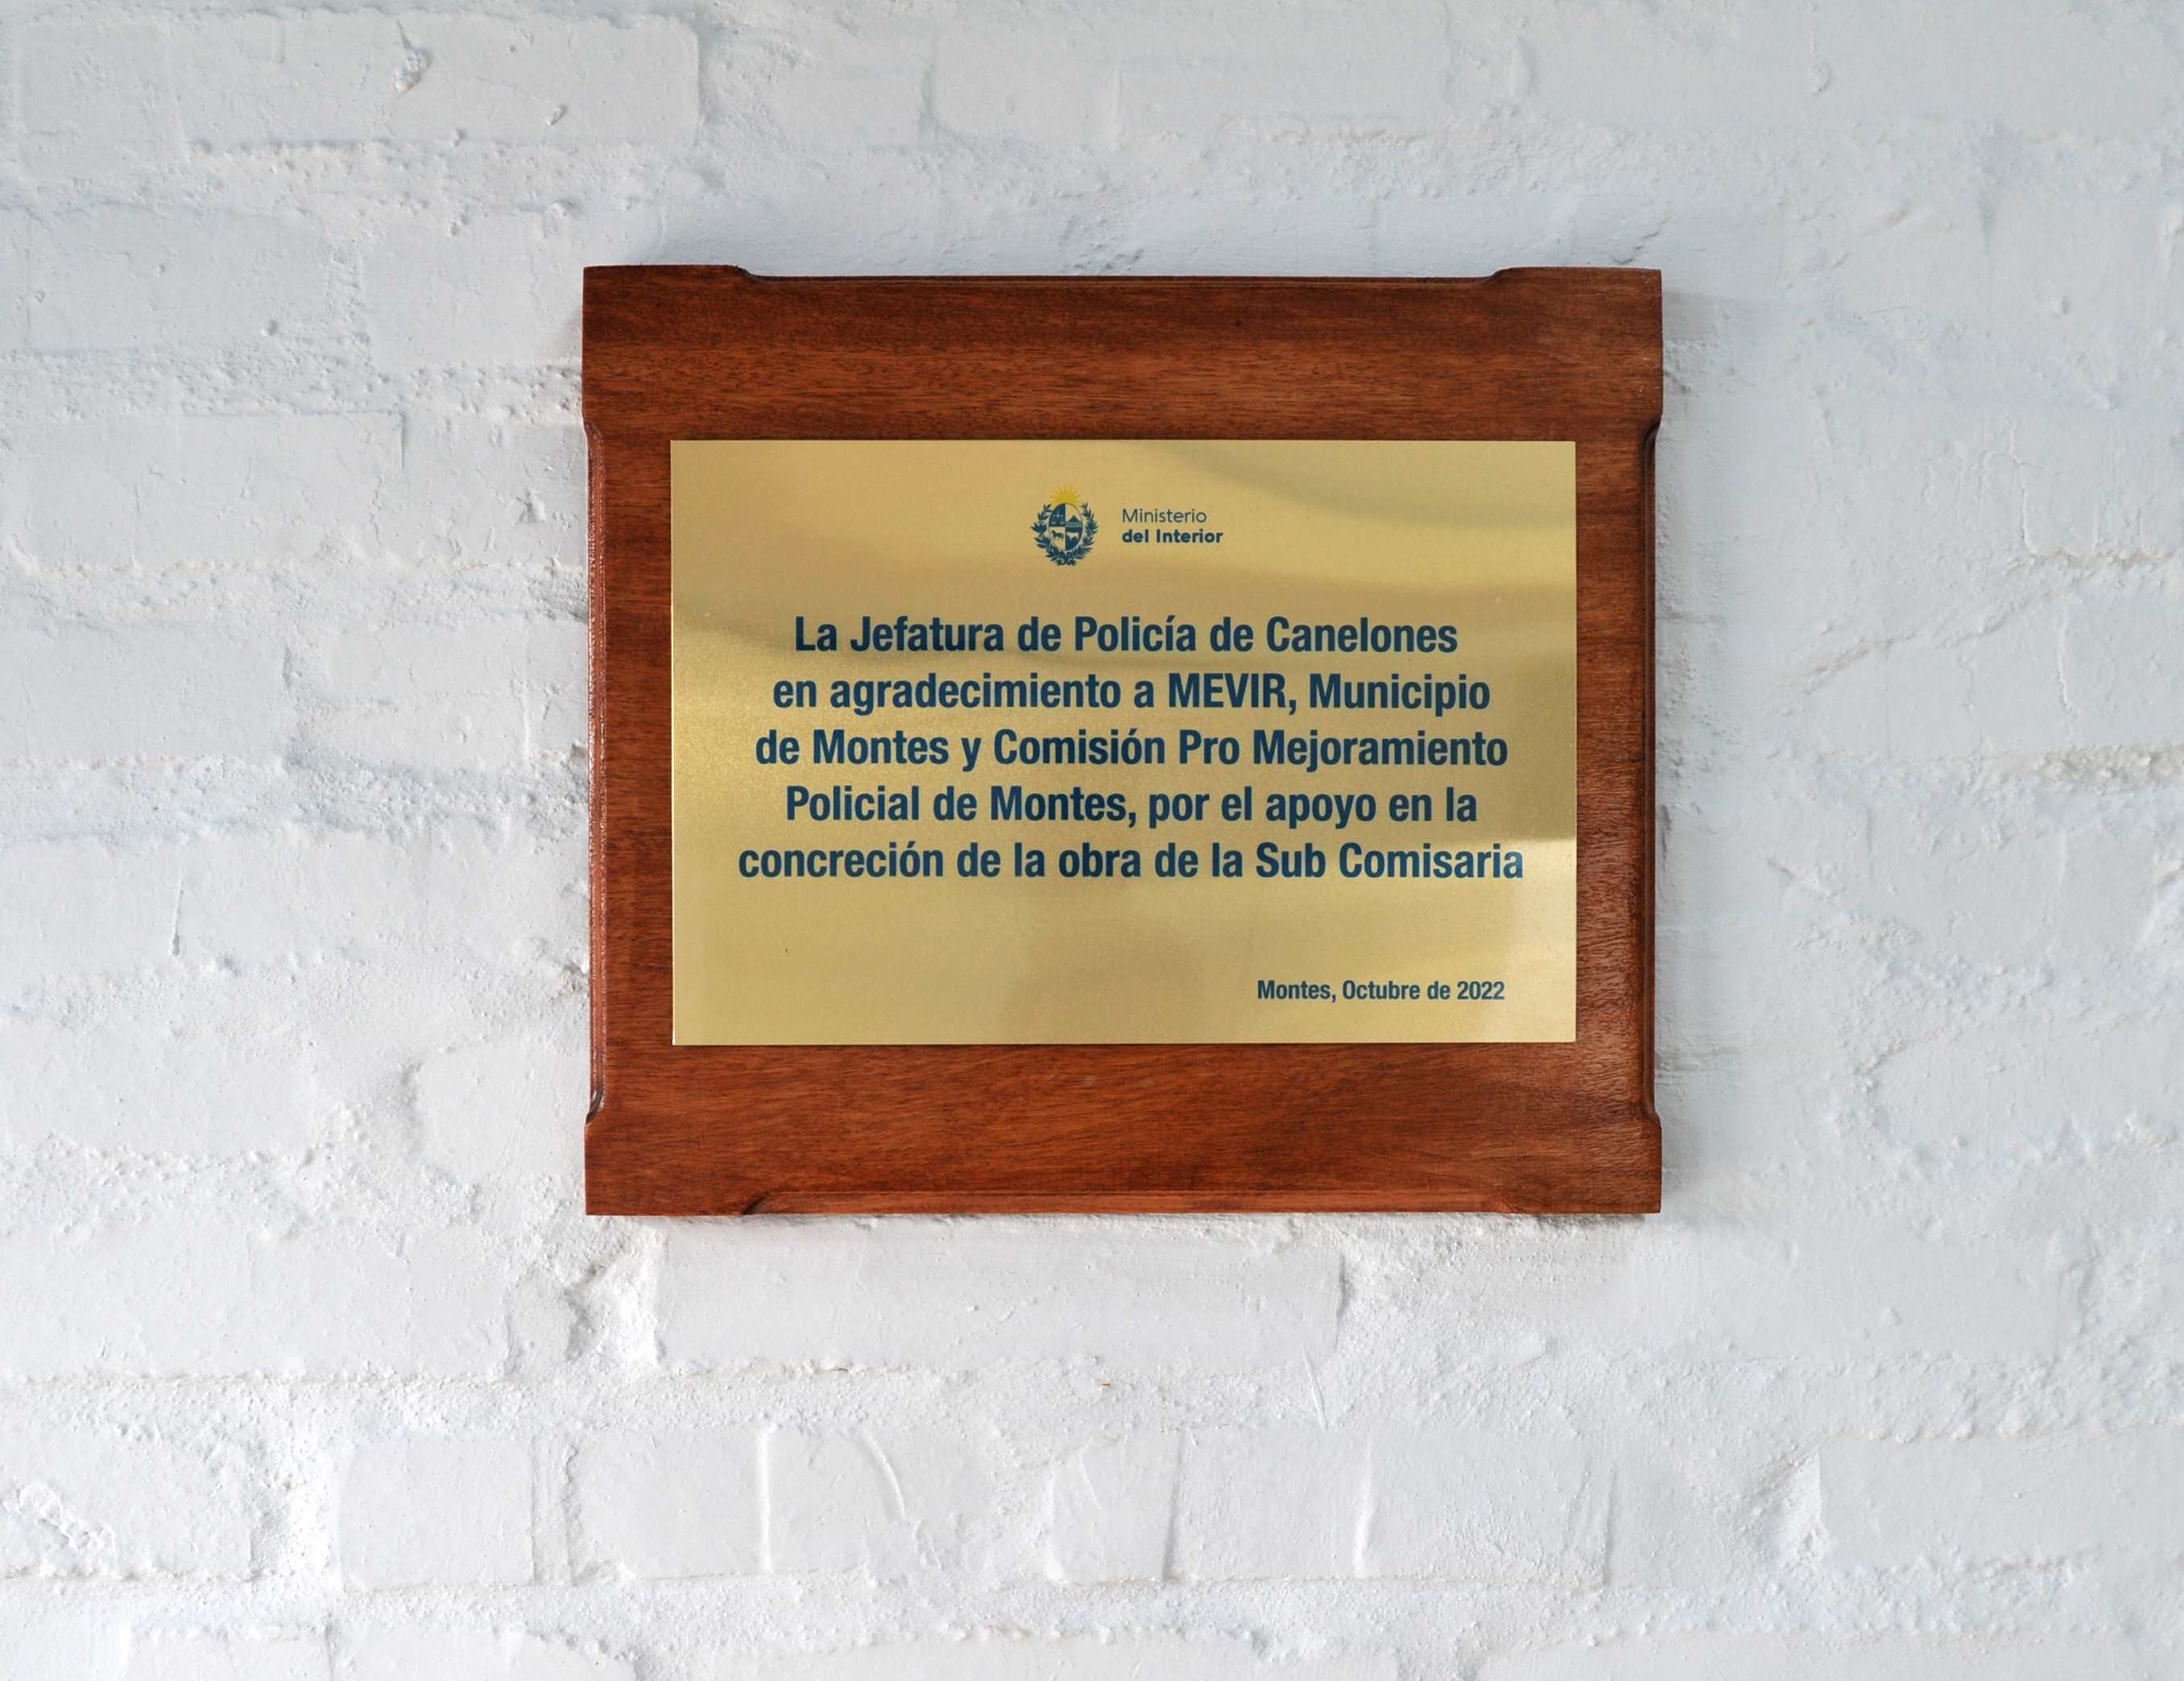 Ministerio
del Interior
La Jefatura de Policía de Canelones
en agradecimiento a MEVIR, Municipio
de Montes y Comisión Pro Mejoramiento
Policial de Montes, por el apoyo en la
concreción de la obra de la Sub Comisaria
Montes, Octubre de 2022